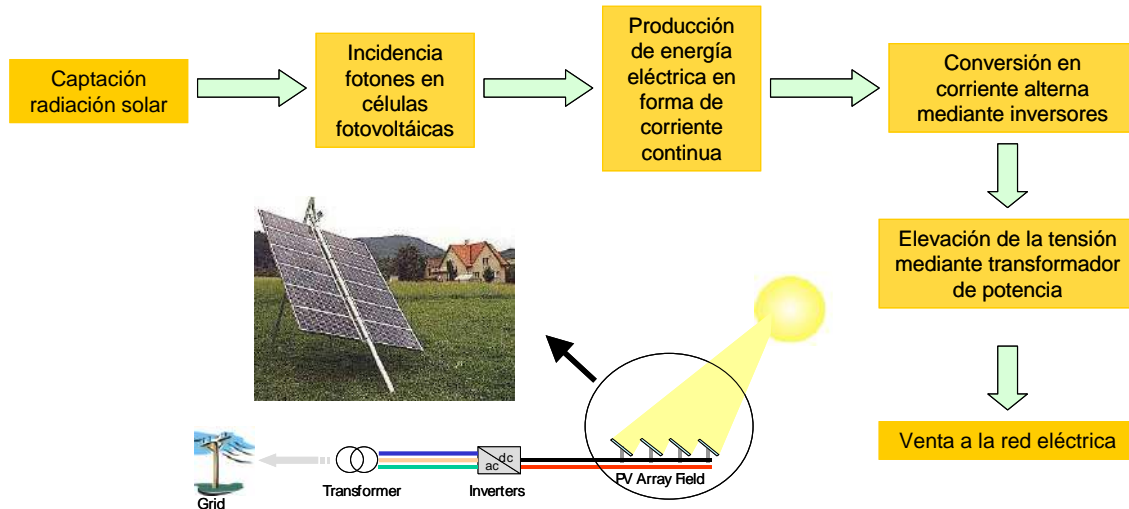 Captación
radiación solar
Incidencia
fotones en
células
fotovoltáicas
Producción
de energía
eléctrica en
forma de
corriente
continua
Conversión en
corriente alterna
mediante inversores
Elevación de la tensión
mediante transformador
de potencia
Venta a la red eléctrica
Grid
Transformer
ac dc
Inverters
PV Array Field